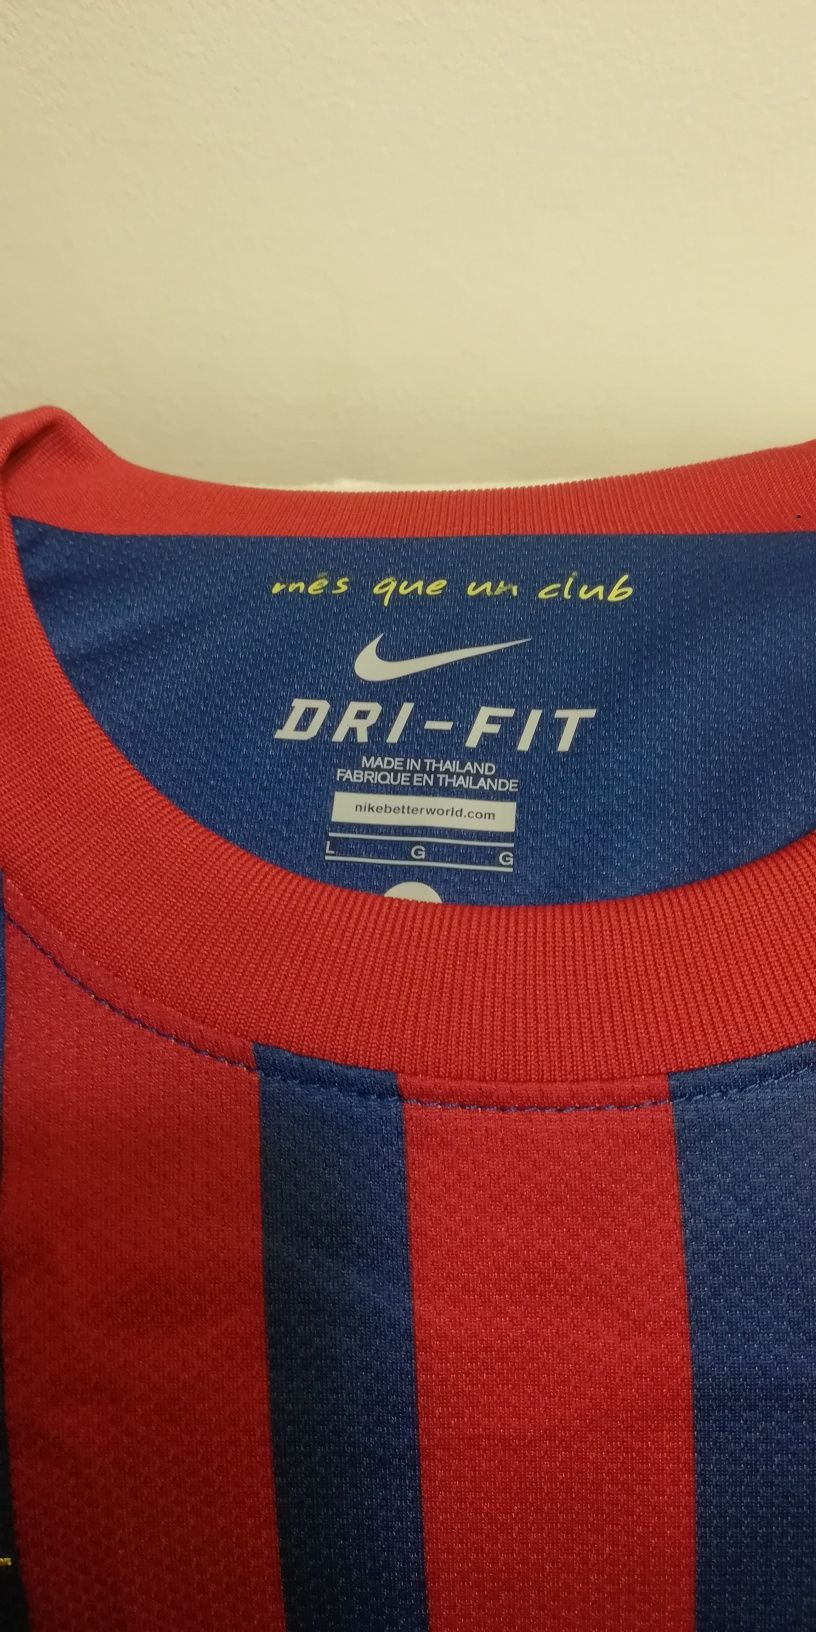 més que un club
DRI-FIT
MADE IN THAILAND
FABRIQUE EN THAILANDE
nikebetterworld.com
L G G